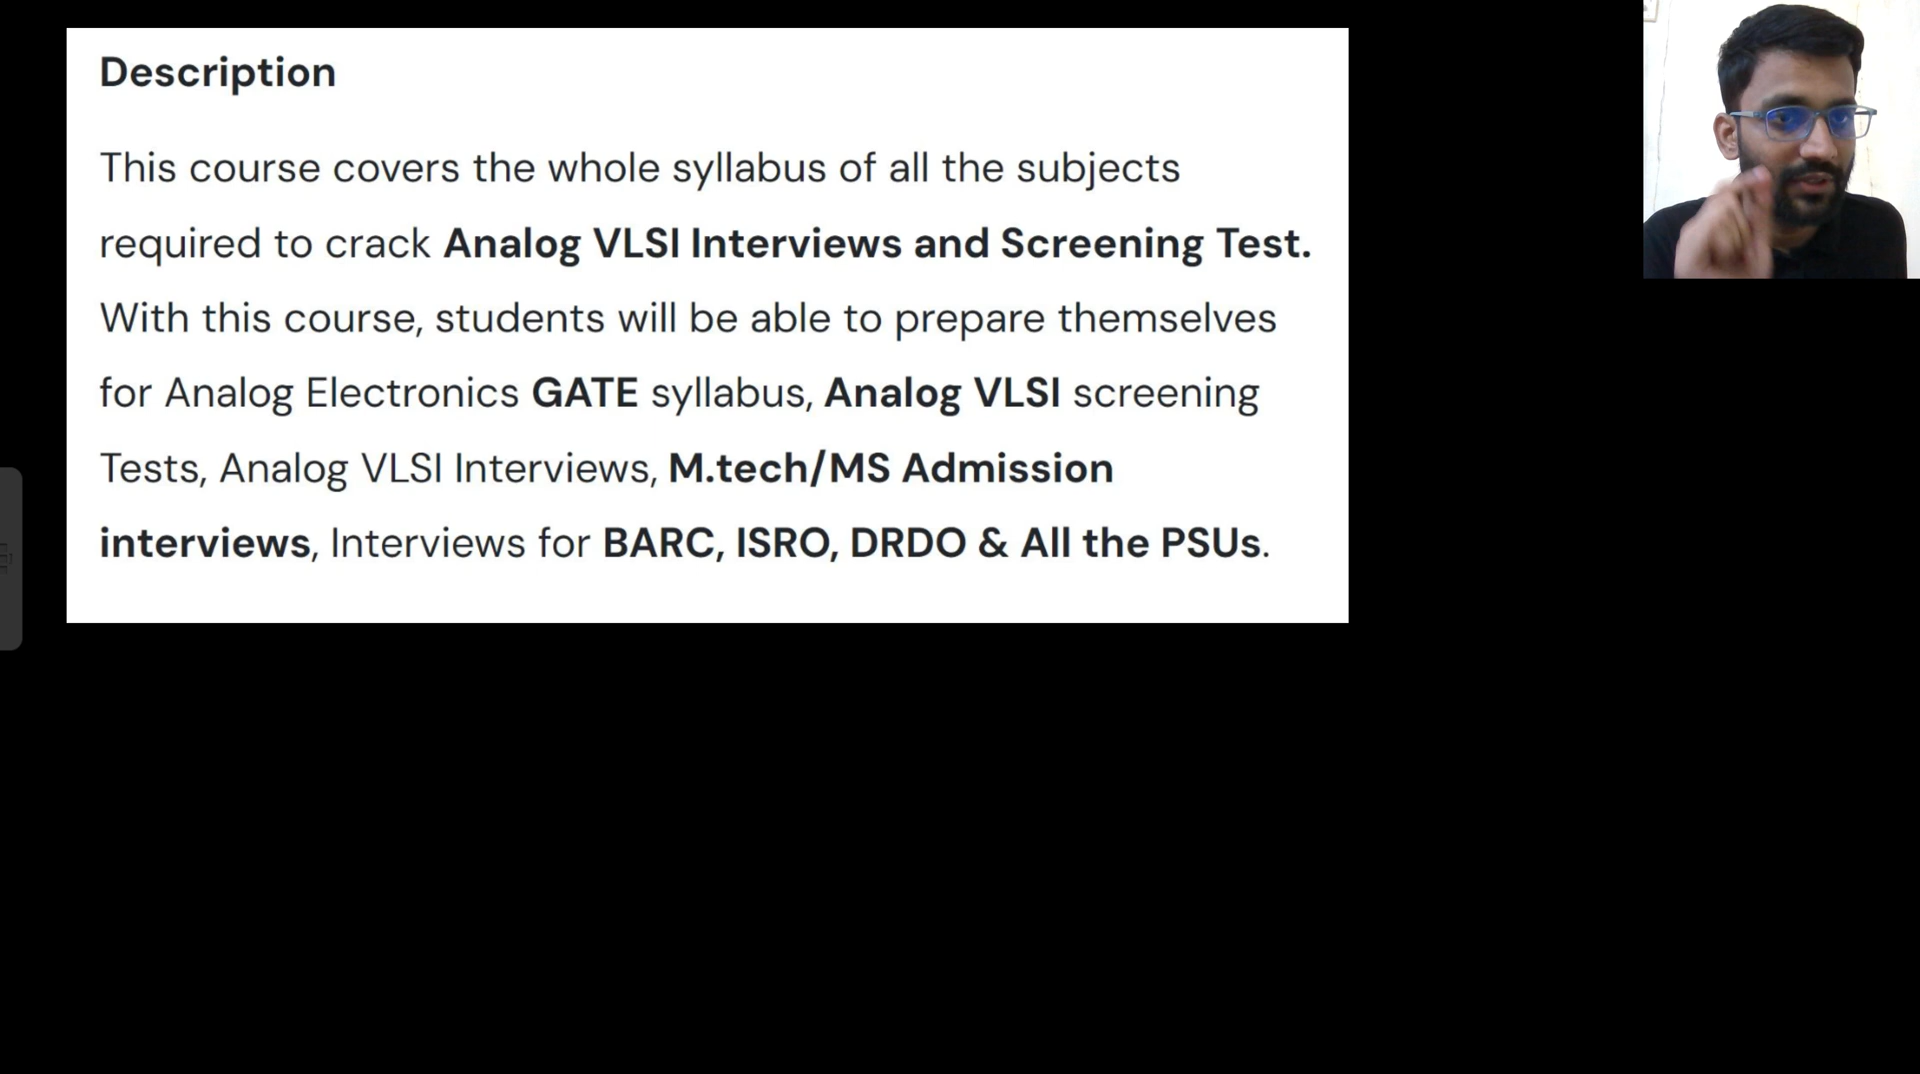 Description
This course covers the whole syllabus of all the subjects
required to crack Analog VLSI Interviews and Screening Test.
With this course, students will be able to prepare themselves
for Analog Electronics GATE syllabus, Analog VLSI screening
Tests, Analog VLSI Interviews, M.tech/MS Admission
interviews, Interviews for BARC, ISRO, DRDO & All the PSUs.